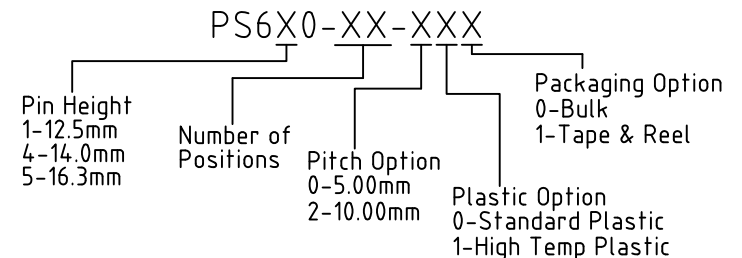 PS6X0-XX-XXX
Pin Height
1-12.5mm
4-14.0mm
5-16.3mm
Number of
Positions
Pitch Option
0-5.00mm
2-10.00mm
Plastic Option
0-Standard Plastic
1-High Temp Plastic
Packaging Option
0-Bulk
1-Tape & Reel